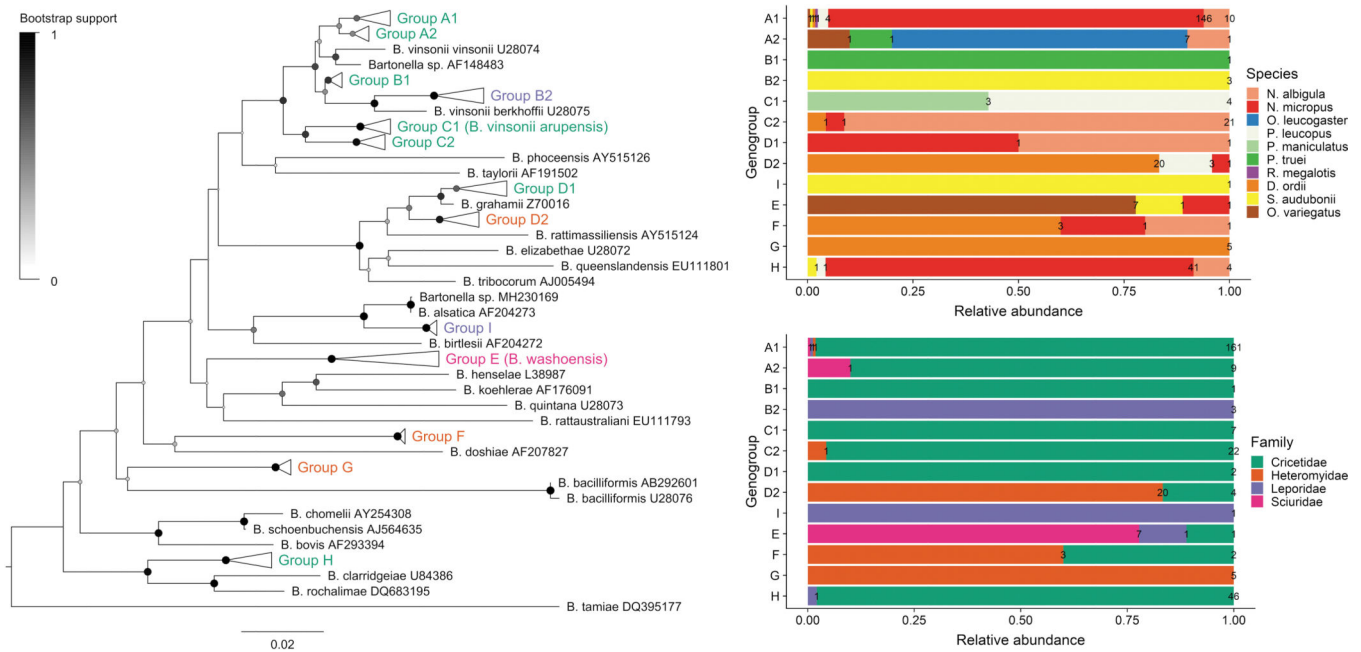 Bootstrap support
1
0
Group A1
Group A2
B. vinsonii vinsonii U28074
Bartonella sp. AF148483
Group B1
Group B2
B. vinsonii berkhoffii U28075
Group C1 (B. vinsonii arupensis)
Group C2
B. phoceensis AY515126
B. taylorii AF191502
Group D1
B. grahamii Z70016
Group D2
B. rattimassiliensis AY515124
B. elizabethae U28072
B. queenslandensis EU111801
B. tribocorum AJ005494
Bartonella sp. MH230169
B. alsatica AF204273
Group I
B. birtlesii AF204272
Group E (B. washoensis)
B. henselae L38987
B. koehlerae AF176091
B. quintana U28073
B. rattaustraliani EU111793
Group F
B. doshiae AF207827
Group G
B. bacilliformis AB292601
B. bacilliformis U28076
B. chomelii AY254308
B. schoenbuchensis AJ564635
B. bovis AF293394
Group H
B. clarridgeiae U84386
B. rochalimae DQ683195
B. tamiae DQ395177
0.02
Genogroup
A1 4 146 10
A2 1 1 7 1
B1 1
B2 3
C1 3 4
C2 1 1 21
D1 1 1
D2 20 3 1
I 1
E 7 1 1
F 3 1 1
G 5
H 1 1 41 4
0.00 0.25 0.50 0.75 1.00
Relative abundance
Species
N. albigula
N. micropus
O. leucogaster
P. leucopus
P. maniculatus
P. truei
R. megalotis
D. ordii
S. audubonii
O. variegatus
Genogroup
A1 161
A2 1 9
B1 1
B2 3
C1 7
C2 1 22
D1 2
D2 20 4
I 1
E 7 1 1
F 3 2
G 5
H 1 46
0.00 0.25 0.50 0.75 1.00
Relative abundance
Family
Cricetidae
Heteromyidae
Leporidae
Sciuridae